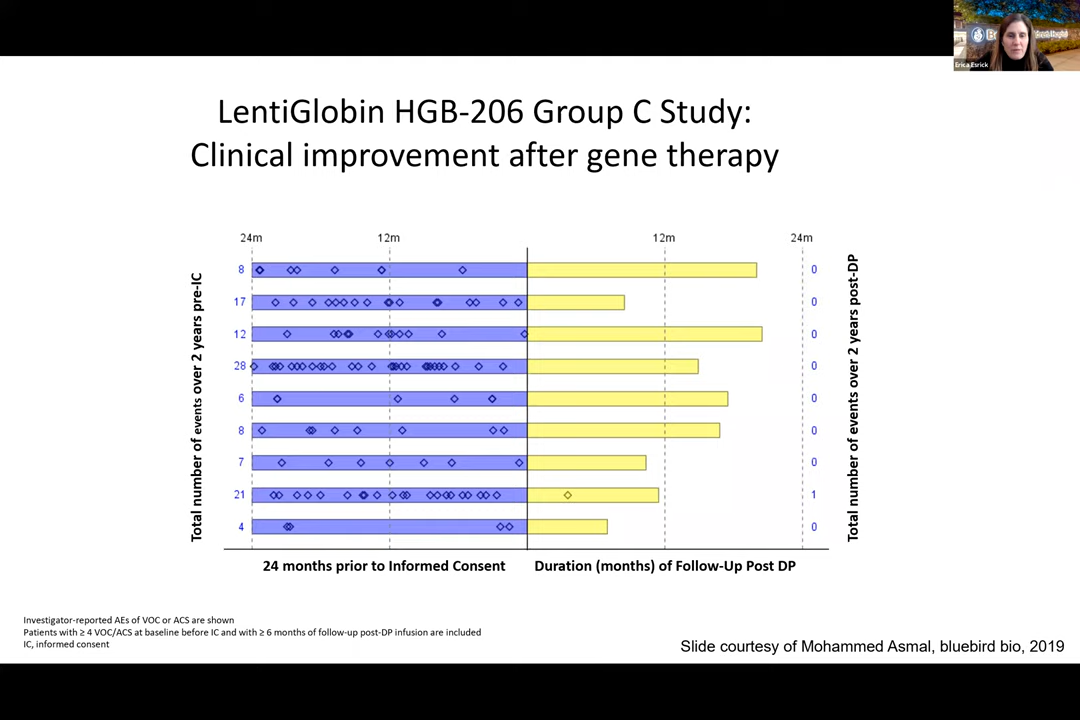 Erica Esrick
LentiGlobin HGB-206 Group C Study:
Clinical improvement after gene therapy
24m
12m
12m
24m
Total number of events over 2 years pre-IC
8
17
12
28
6
8
7
21
4
0
0
0
0
0
0
0
1
0
Total number of events over 2 years post-DP
24 months prior to Informed Consent
Duration (months) of Follow-Up Post DP
Investigator-reported AEs of VOC or ACS are shown
Patients with ≥ 4 VOC/ACS at baseline before IC and with ≥ 6 months of follow-up post-DP infusion are included
IC, informed consent
Slide courtesy of Mohammed Asmal, bluebird bio, 2019